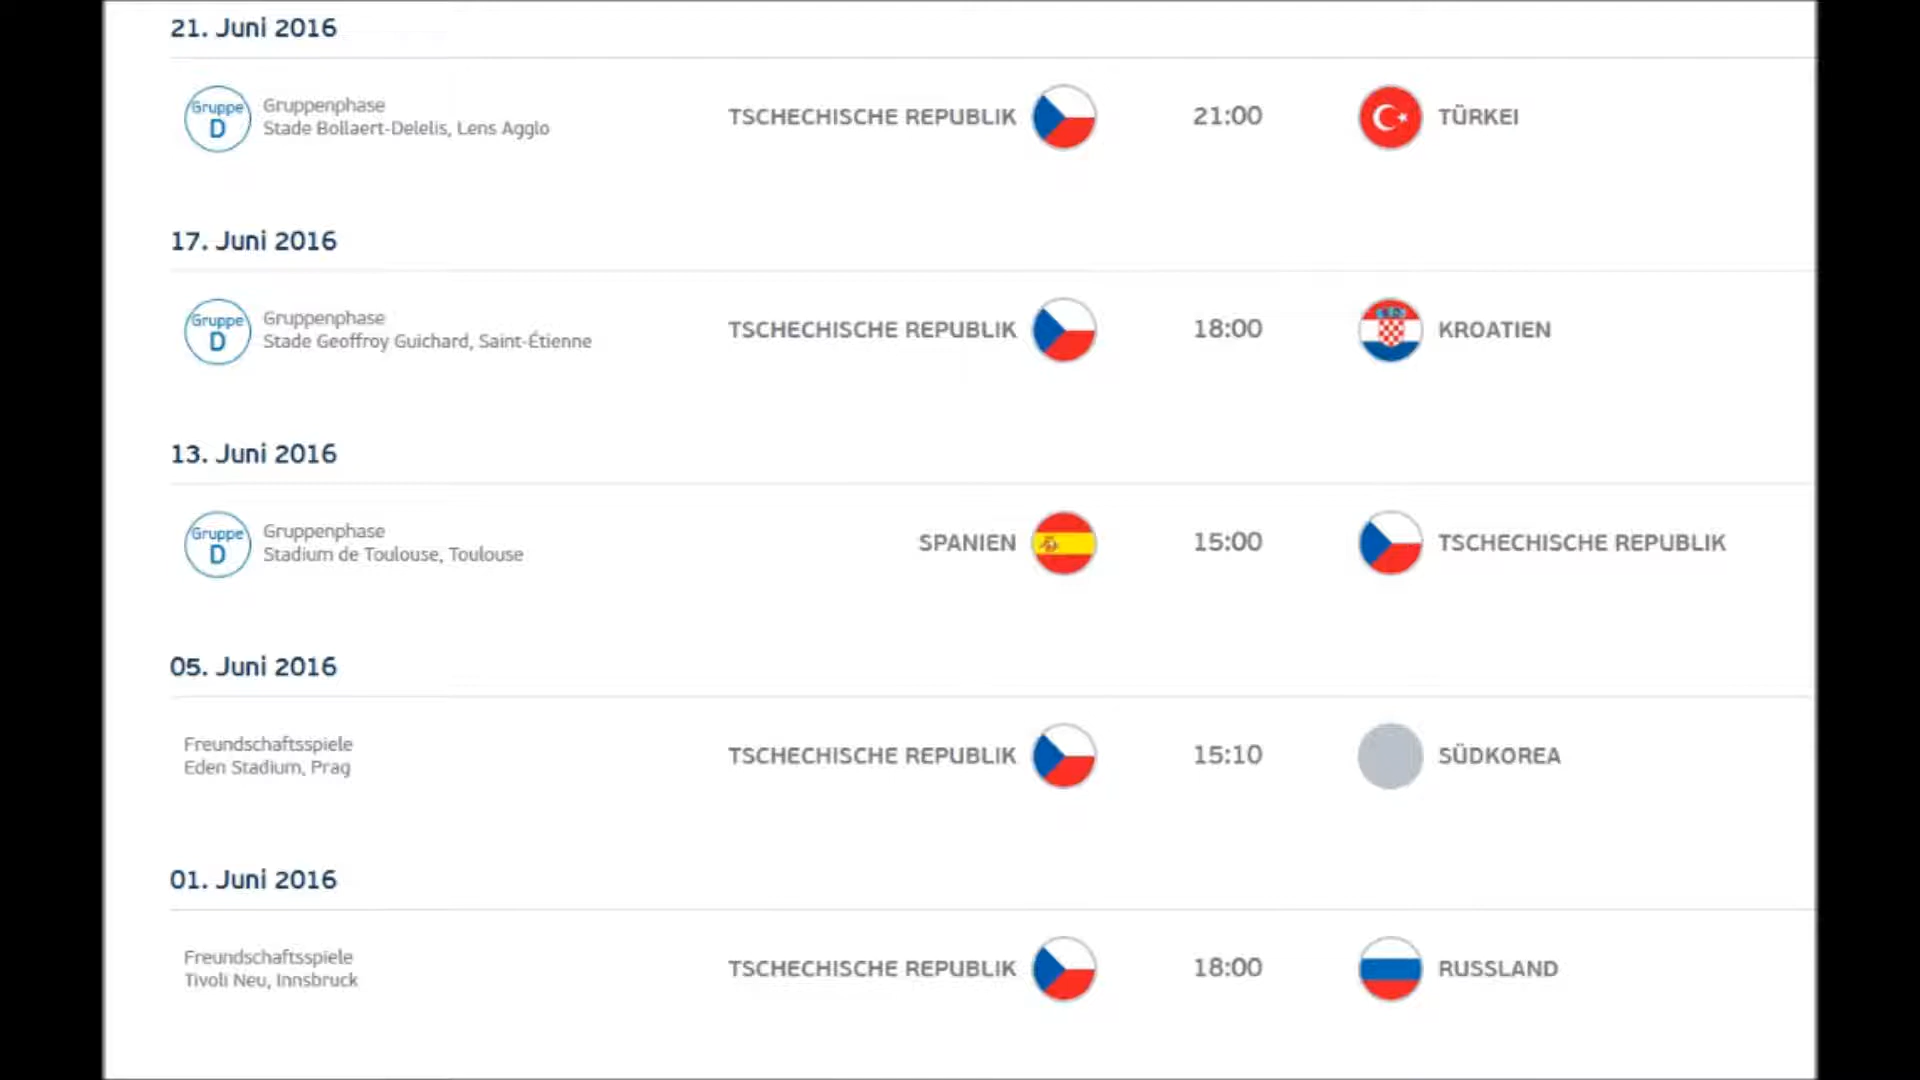 21. Juni 2016
Gruppe
D
Gruppenphase
Stade Bollaert-Delelis, Lens Agglo
TSCHECHISCHE REPUBLIK 21:00 TÜRKEI
17. Juni 2016
Gruppe
D
Gruppenphase
Stade Geoffroy Guichard, Saint-Étienne
TSCHECHISCHE REPUBLIK 18:00 KROATIEN
13. Juni 2016
Gruppe
D
Gruppenphase
Stadium de Toulouse, Toulouse
SPANIEN 15:00 TSCHECHISCHE REPUBLIK
05. Juni 2016
Freundschaftsspiele
Eden Stadium, Prag
TSCHECHISCHE REPUBLIK 15:10 SÜDKOREA
01. Juni 2016
Freundschaftsspiele
Tivoli Neu, Innsbruck
TSCHECHISCHE REPUBLIK 18:00 RUSSLAND